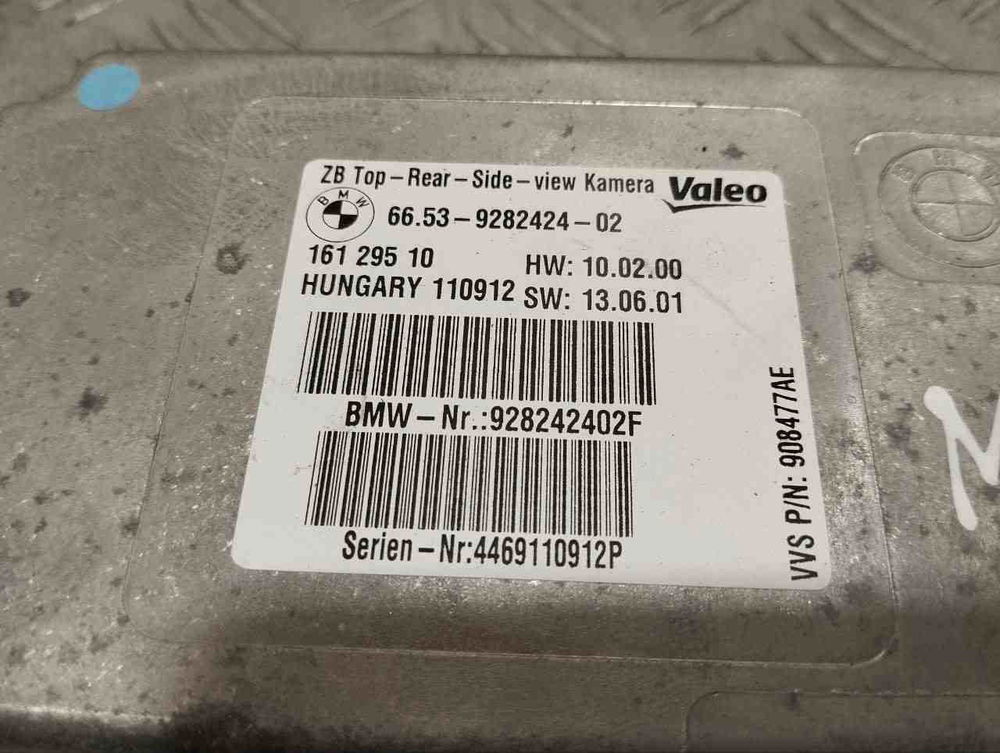 ZB Top-Rear-Side-view Kamera
Valeo
BMW
66.53-9282424-02
161 295 10
HW: 10.02.00
HUNGARY 110912
SW: 13.06.01
BMW-Nr.:928242402F
Serien-Nr:4469110912P
VVS P/N: 908477AE